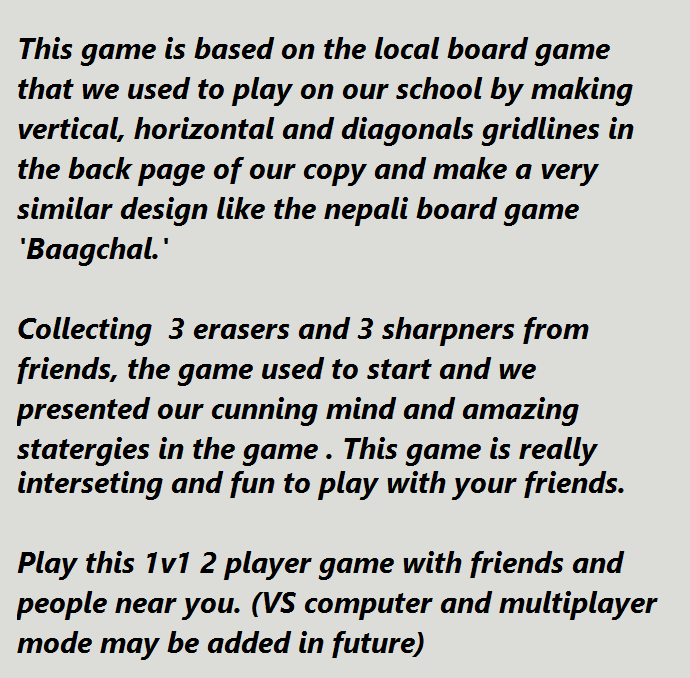 This game is based on the local board game
that we used to play on our school by making
vertical, horizontal and diagonals gridlines in
the back page of our copy and make a very
similar design like the nepali board game
'Baagchal.'
Collecting  3 erasers and 3 sharpners from
friends, the game used to start and we
presented our cunning mind and amazing
statergies in the game . This game is really
interseting and fun to play with your friends.
Play this 1v1 2 player game with friends and
people near you. (VS computer and multiplayer
mode may be added in future)